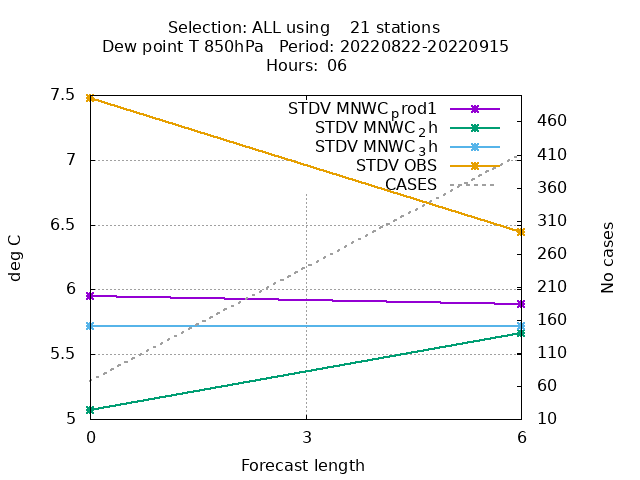 Selection: ALL using    21 stations
Dew point T 850hPa   Period: 20220822-20220915
Hours: 06
7.5
7
6.5
6
5.5
5
deg C
STDV MNWC_prod1
STDV MNWC_2h
STDV MNWC_3h
STDV OBS
CASES
460
410
360
310
260
210
160
110
60
10
No cases
0
3
6
Forecast length